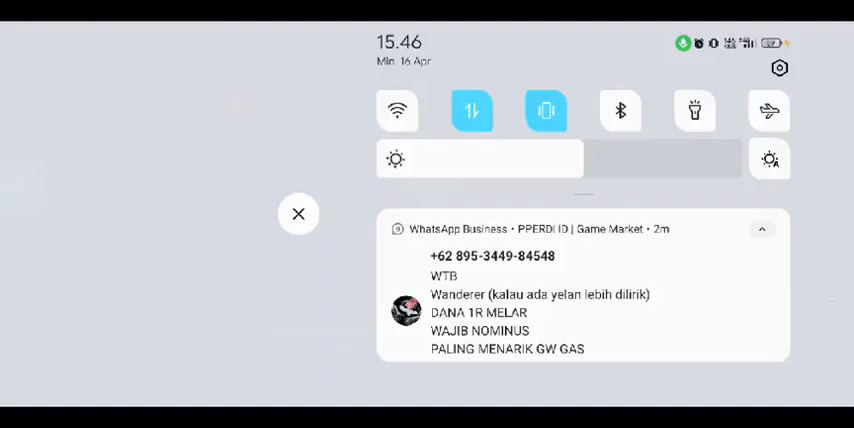 15.46
Min, 16 Apr
WhatsApp Business • PPERDI ID | Game Market • 2m
+62 895-3449-84548
WTB
Wanderer (kalau ada yelan lebih dilirik)
DANA 1R MELAR
WAJIB NOMINUS
PALING MENARIK GW GAS